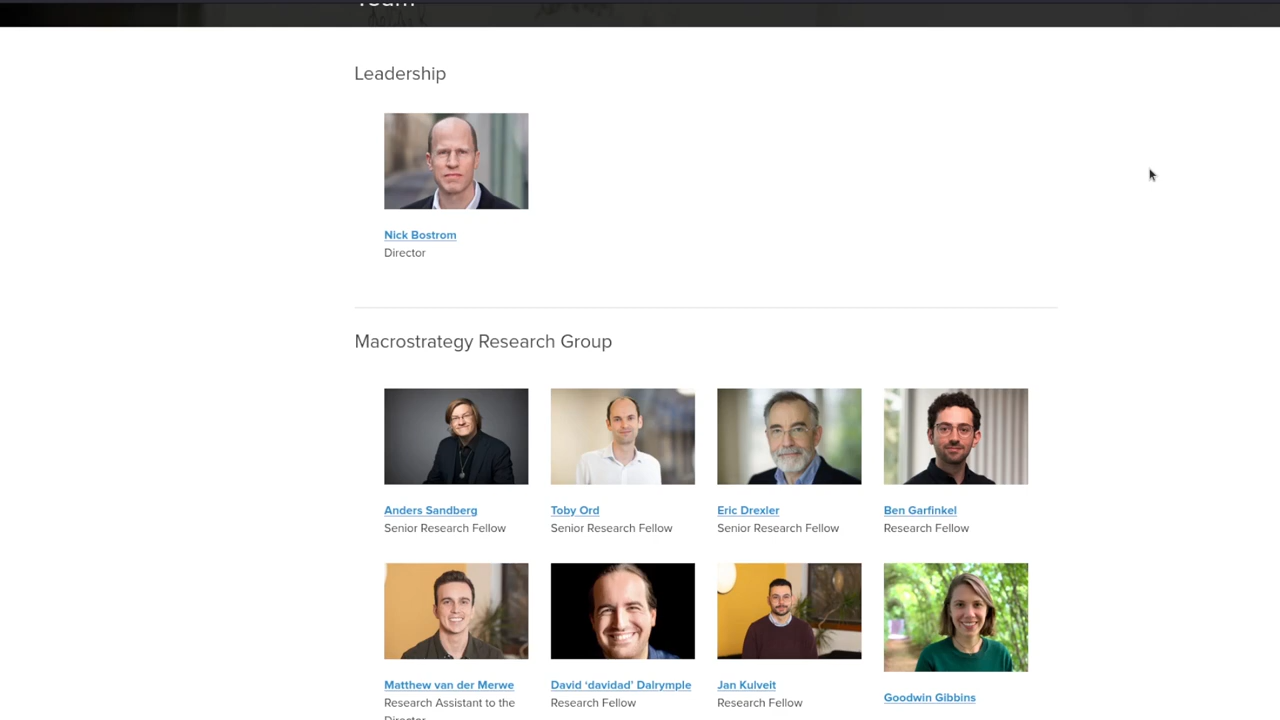 Team
Leadership
Nick Bostrom
Director
Macrostrategy Research Group
Anders Sandberg
Senior Research Fellow
Toby Ord
Senior Research Fellow
Eric Drexler
Senior Research Fellow
Ben Garfinkel
Research Fellow
Matthew van der Merwe
Research Assistant to the
Director
David ‘davidad’ Dalrymple
Research Fellow
Jan Kulveit
Research Fellow
Goodwin Gibbins